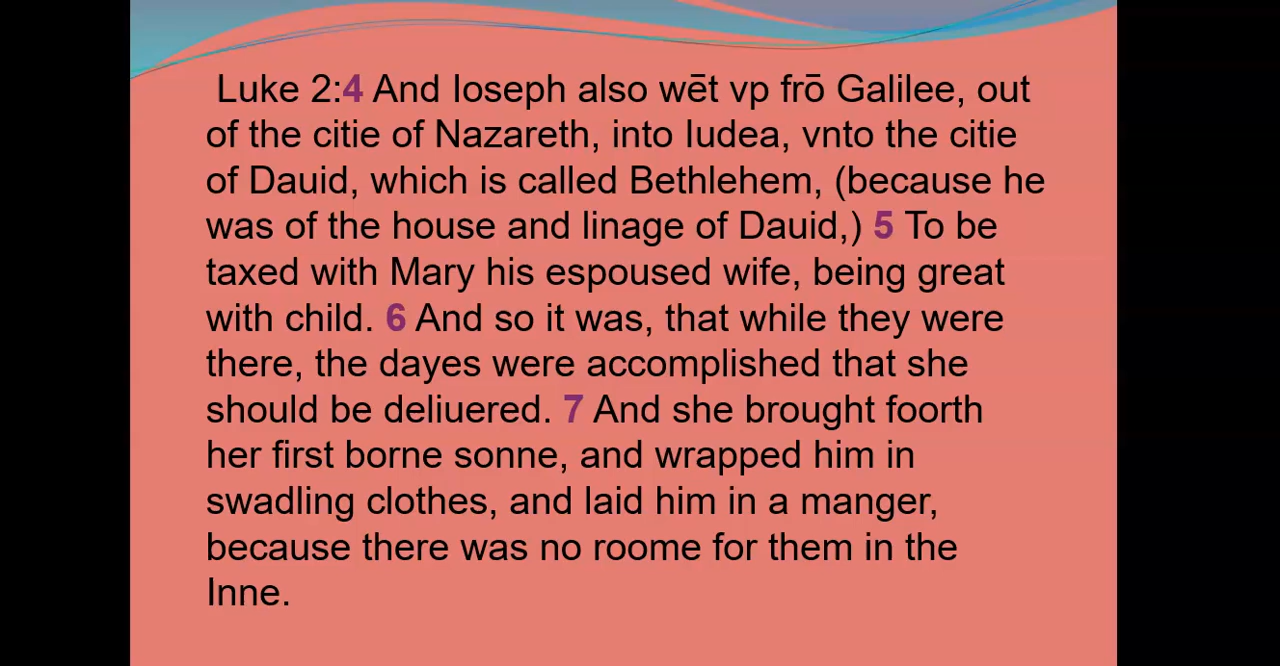 Luke 2:4 And Ioseph also wēt vp frō Galilee, out
of the citie of Nazareth, into Iudea, vnto the citie
of Dauid, which is called Bethlehem, (because he
was of the house and linage of Dauid,) 5 To be
taxed with Mary his espoused wife, being great
with child. 6 And so it was, that while they were
there, the dayes were accomplished that she
should be deliuered. 7 And she brought foorth
her first borne sonne, and wrapped him in
swadling clothes, and laid him in a manger,
because there was no roome for them in the
Inne.